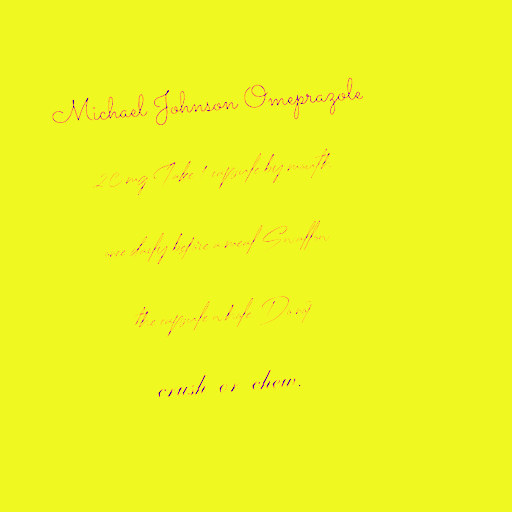 Michael Johnson Omeprazole
20 mg Take 1 capsule by mouth
once daily before a meal Swallow
the capsule whole Do not
crush or chew.